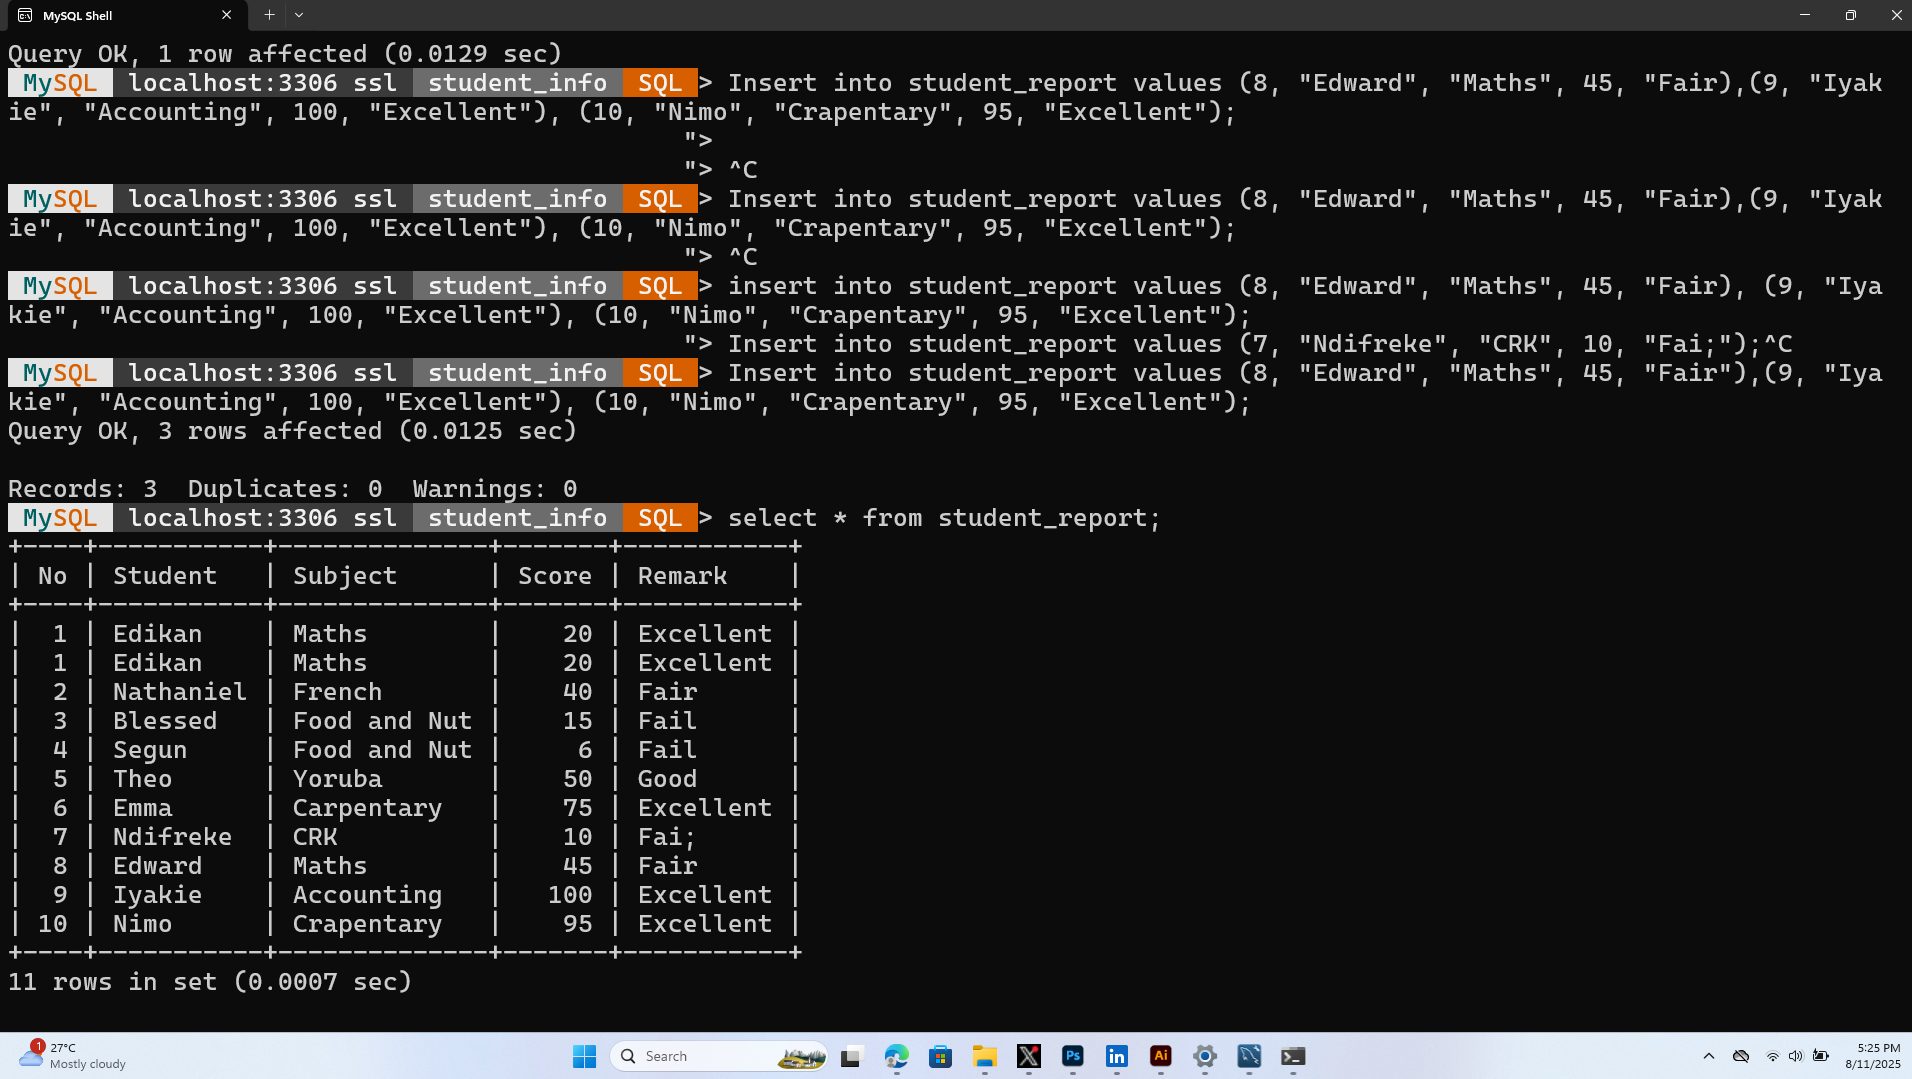 MySQL Shell
Query OK, 1 row affected (0.0129 sec)
MySQL localhost:3306 ssl student_info SQL > Insert into student_report values (8, "Edward", "Maths", 45, "Fair),(9, "Iyak
ie", "Accounting", 100, "Excellent"), (10, "Nimo", "Crapentary", 95, "Excellent");
">
"> ^C
MySQL localhost:3306 ssl student_info SQL > Insert into student_report values (8, "Edward", "Maths", 45, "Fair),(9, "Iyak
ie", "Accounting", 100, "Excellent"), (10, "Nimo", "Crapentary", 95, "Excellent");
"> ^C
MySQL localhost:3306 ssl student_info SQL > insert into student_report values (8, "Edward", "Maths", 45, "Fair), (9, "Iya
kie", "Accounting", 100, "Excellent"), (10, "Nimo", "Crapentary", 95, "Excellent");
"> Insert into student_report values (7, "Ndifreke", "CRK", 10, "Fai;");^C
MySQL localhost:3306 ssl student_info SQL > Insert into student_report values (8, "Edward", "Maths", 45, "Fair"),(9, "Iya
kie", "Accounting", 100, "Excellent"), (10, "Nimo", "Crapentary", 95, "Excellent");
Query OK, 3 rows affected (0.0125 sec)
Records: 3 Duplicates: 0 Warnings: 0
MySQL localhost:3306 ssl student_info SQL > select * from student_report;
+----+-----------+--------------+-------+-----------+
| No | Student | Subject | Score | Remark |
+----+-----------+--------------+-------+-----------+
| 1 | Edikan | Maths | 20 | Excellent |
| 1 | Edikan | Maths | 20 | Excellent |
| 2 | Nathaniel | French | 40 | Fair |
| 3 | Blessed | Food and Nut | 15 | Fail |
| 4 | Segun | Food and Nut | 6 | Fail |
| 5 | Theo | Yoruba | 50 | Good |
| 6 | Emma | Carpentary | 75 | Excellent |
| 7 | Ndifreke | CRK | 10 | Fai; |
| 8 | Edward | Maths | 45 | Fair |
| 9 | Iyakie | Accounting | 100 | Excellent |
| 10 | Nimo | Crapentary | 95 | Excellent |
+----+-----------+--------------+-------+-----------+
11 rows in set (0.0007 sec)
1
27°C
Mostly cloudy
Search
Ps
in
Ai
5:25 PM
8/11/2025